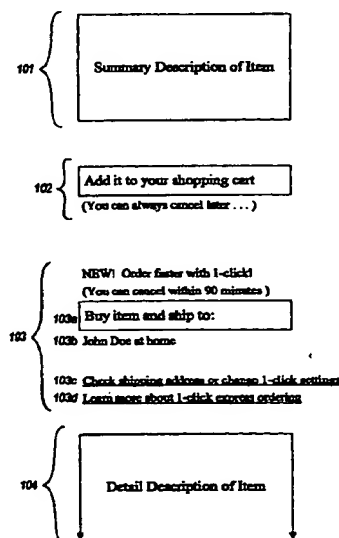 101
Summary Description of Item
102
Add it to your shopping cart
(You can always cancel later . . . )
NEW! Order faster with 1-click!
(You can cancel within 90 minutes )
103
103a
Buy item and ship to:
103b
John Doe at home
103c
Check shipping address or change 1-click settings
103d
Learn more about 1-click express ordering
104
Detail Description of Item